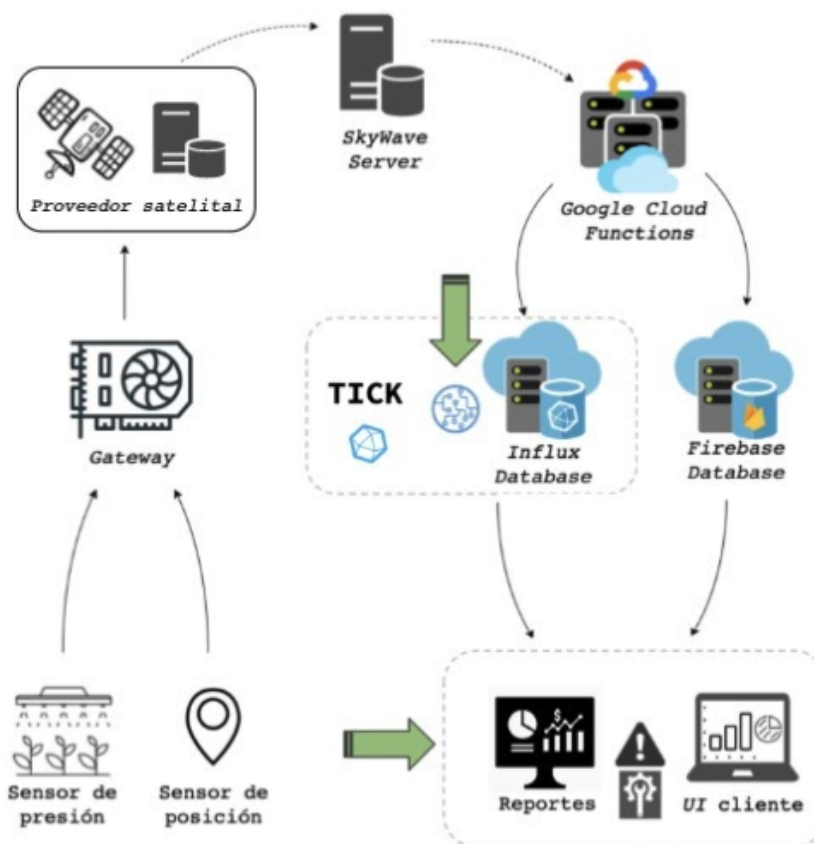 SkyWave
Server
Proveedor satelital
Google Cloud
Functions
TICK
Gateway
Influx
Database
Firebase
Database
Sensor de
presión
Sensor de
posición
Reportes
UI cliente